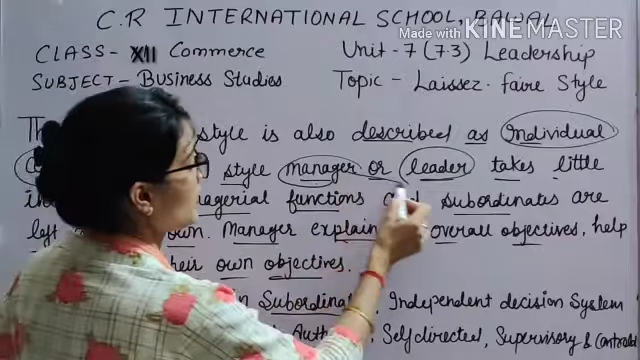 C.R INTERNATIONAL SCHOOL, BAWAL
Made with KINEMASTER
CLASS- XII Commerce
Unit-7 (7.3) Leadership
SUBJECT- Business Studies
Topic - Laissez-faire Style
style is also described as individual
style manager or leader takes little
functions subordinates are
left own. Manager explain overall objectives, help
their own objectives.
Subordinat Independent decision System
Self directed, Supervisory &